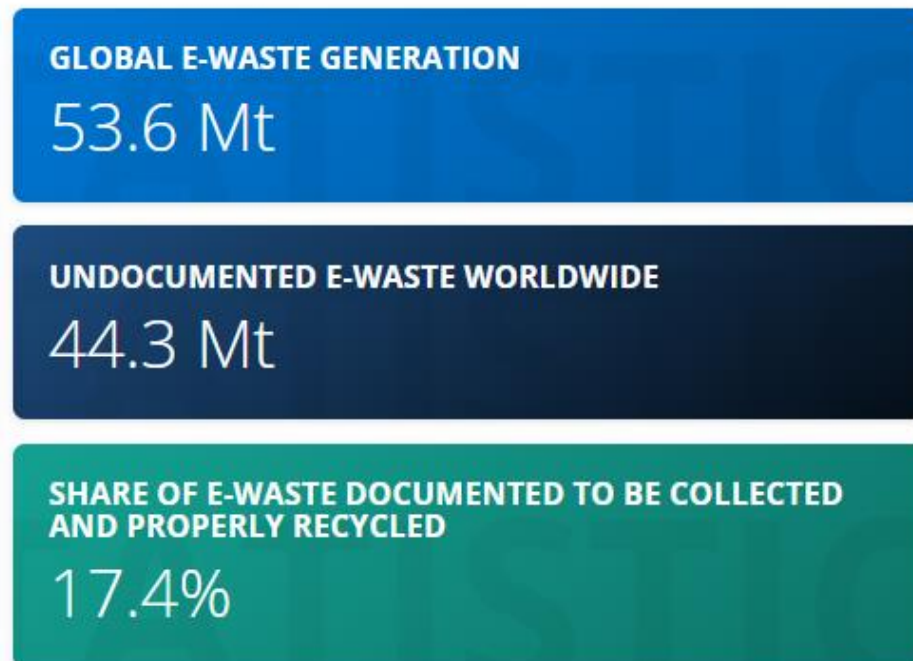 GLOBAL E-WASTE GENERATION
53.6 Mt
UNDOCUMENTED E-WASTE WORLDWIDE
44.3 Mt
SHARE OF E-WASTE DOCUMENTED TO BE COLLECTED
AND PROPERLY RECYCLED
17.4%